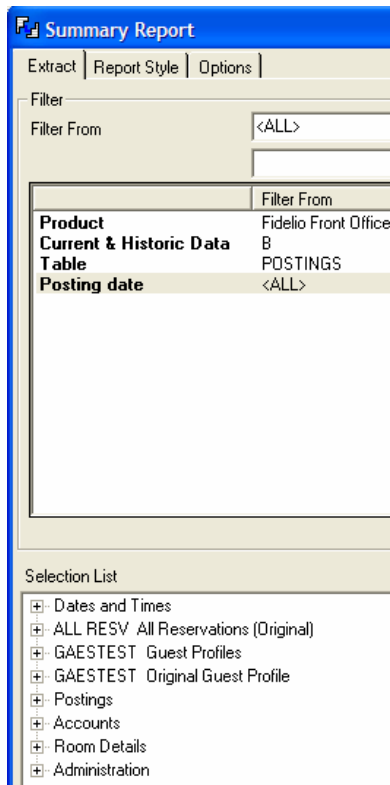 Summary Report
Extract Report Style Options
Filter
Filter From <ALL>
Filter From
Product Fidelio Front Office
Current & Historic Data B
Table POSTINGS
Posting date <ALL>
Selection List
Dates and Times
ALL RESV All Reservations (Original)
GAESTEST Guest Profiles
GAESTEST Original Guest Profile
Postings
Accounts
Room Details
Administration